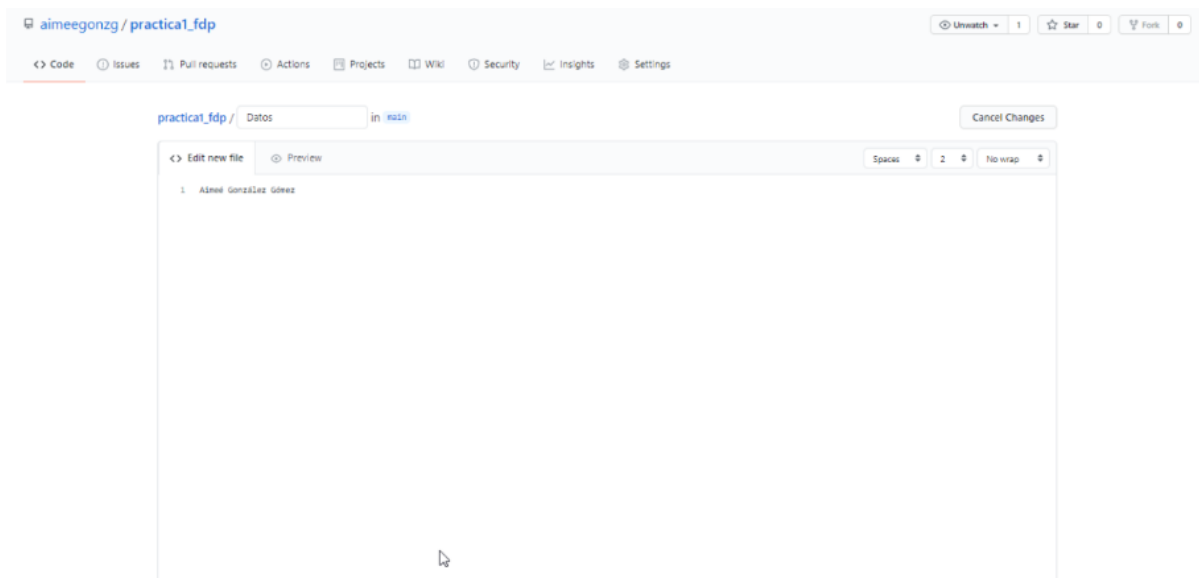 aimeegonzg / practica1_fdp
Unwatch 1 Star 0 Fork 0
<> Code Issues Pull requests Actions Projects Wiki Security Insights Settings
practica1_fdp / Datos in main Cancel Changes
<> Edit new file Preview Spaces 2 No wrap
1 Aimeé González Gómez